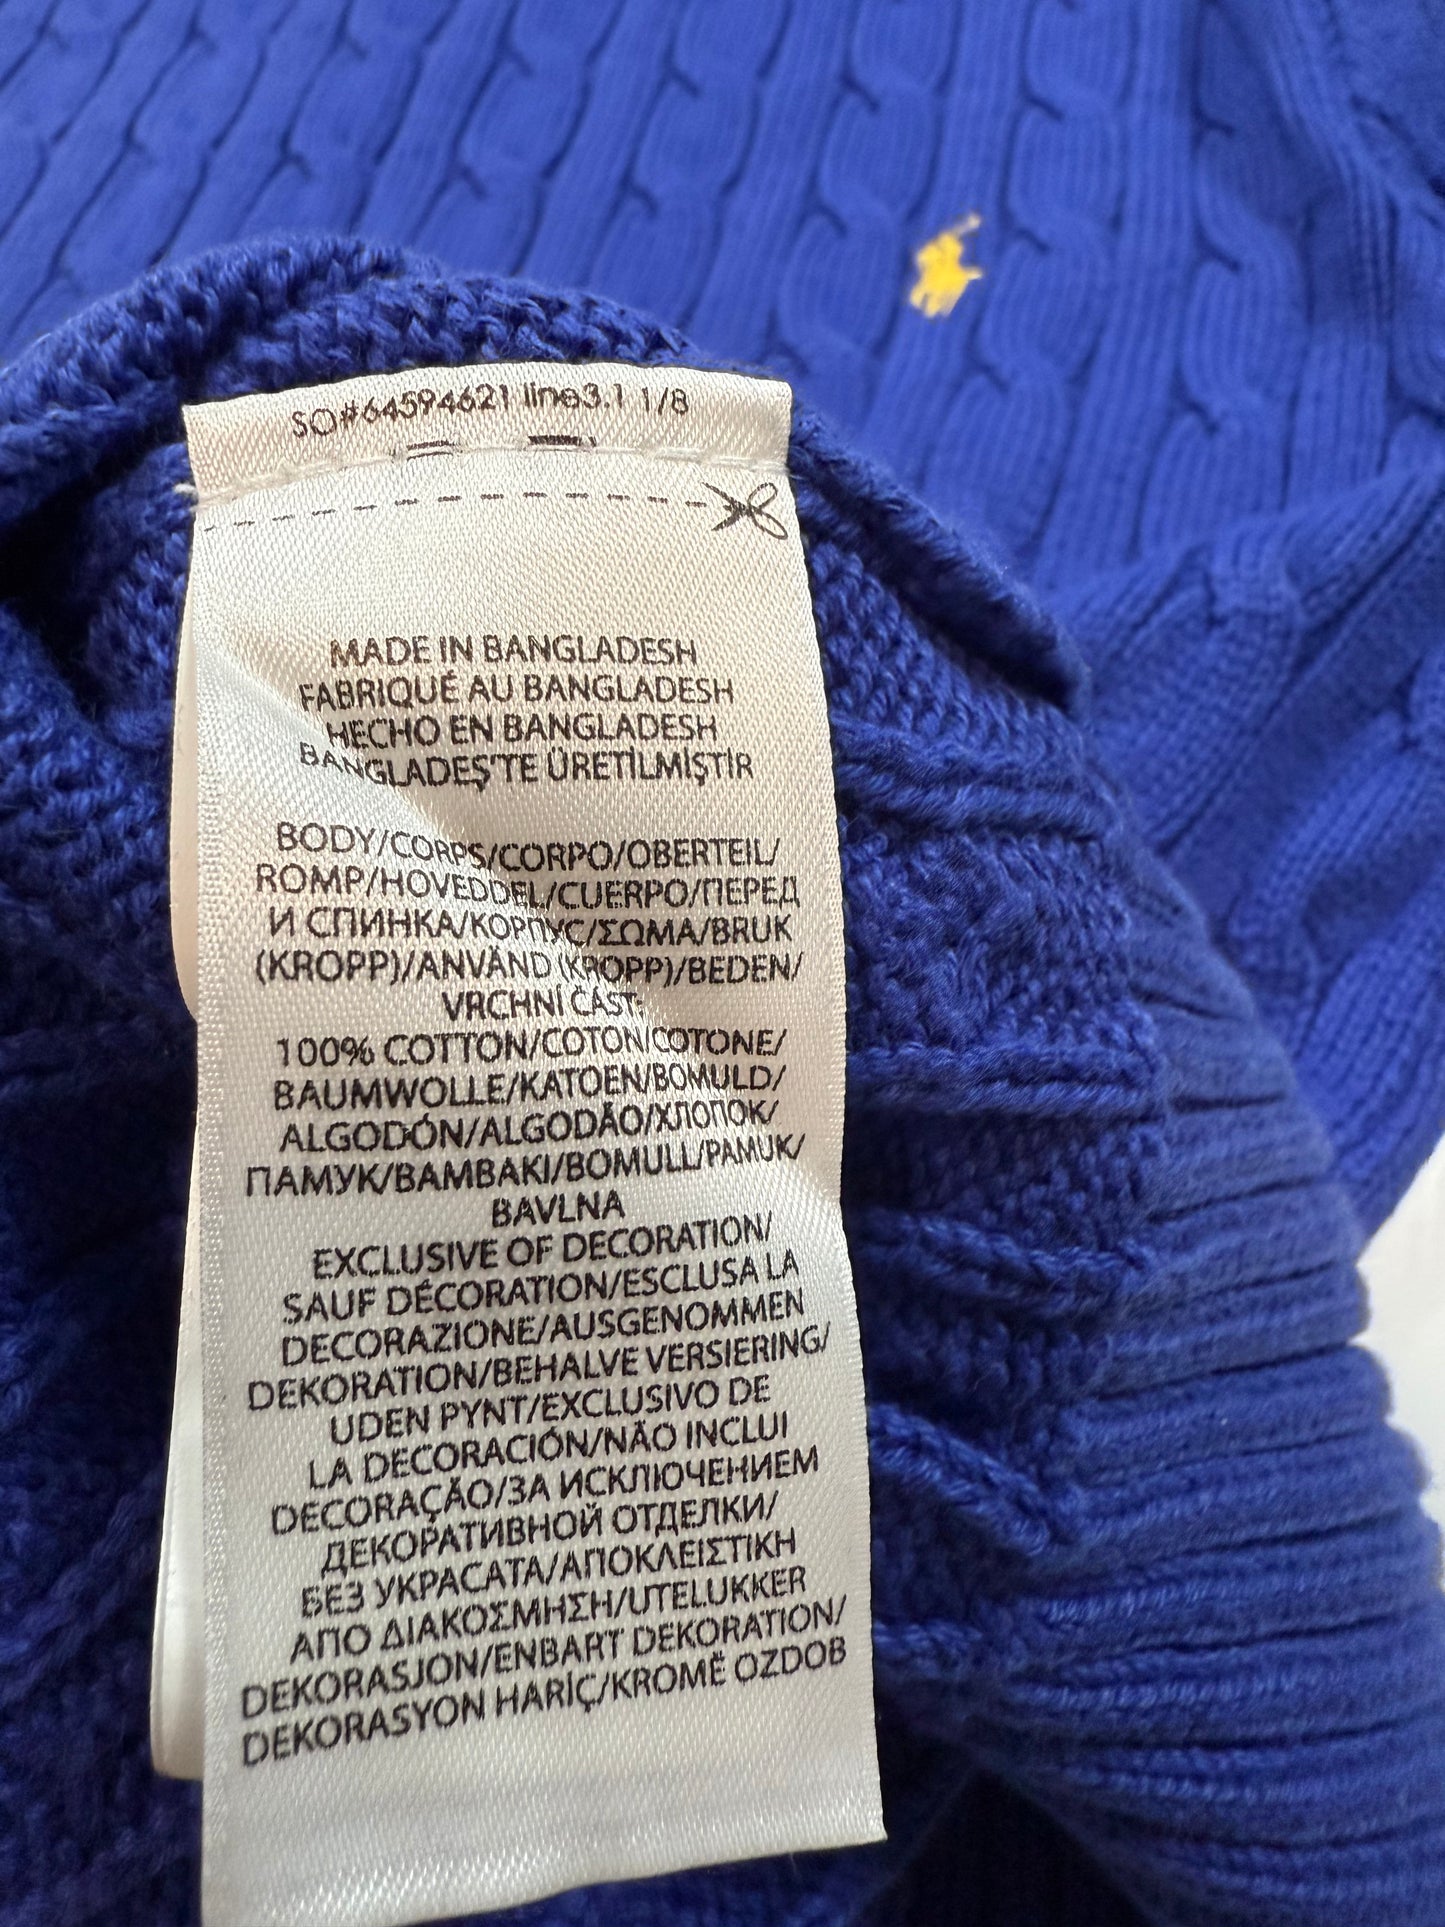 SO#64594621 line3.1 1/8
MADE IN BANGLADESH
FABRIQUÉ AU BANGLADESH
HECHO EN BANGLADESH
BANGLADEŞ'TE ÜRETİLMİŞTİR
BODY/CORPS/CORPO/OBERTEIL/
ROMP/HOVEDDEL/CUERPO/ПЕРЕД
И СПИНКА/КОРПУС/ΣΩΜΑ/BRUK
(KROPP)/ANVÄND (KROPP)/BEDEN/
VRCHNÍ ČÁST:
100% COTTON/COTON/COTONE/
BAUMWOLLE/KATOEN/BOMULD/
ALGODÓN/ALGODÃO/ХЛОПОК/
ПАМУК/ΒΑΜΒΑΚΙ/BOMULL/PAMUK/
BAVLNA
EXCLUSIVE OF DECORATION/
SAUF DÉCORATION/ESCLUSA LA
DECORAZIONE/AUSGENOMMEN
DEKORATION/BEHALVE VERSIERING/
UDEN PYNT/EXCLUSIVO DE
LA DECORACIÓN/NÃO INCLUI
DECORAÇÃO/ЗА ИСКЛЮЧЕНИЕМ
ДЕКОРАТИВНОЙ ОТДЕЛКИ/
БЕЗ УКРАСАТА/ΑΠΟΚΛΕΙΣΤΙΚΗ
ΑΠΟ ΔΙΑΚΟΣΜΗΣΗ/UTELUKKER
DEKORASJON/ENBART DEKORATION/
DEKORASYON HARİÇ/KROMĚ OZDOB